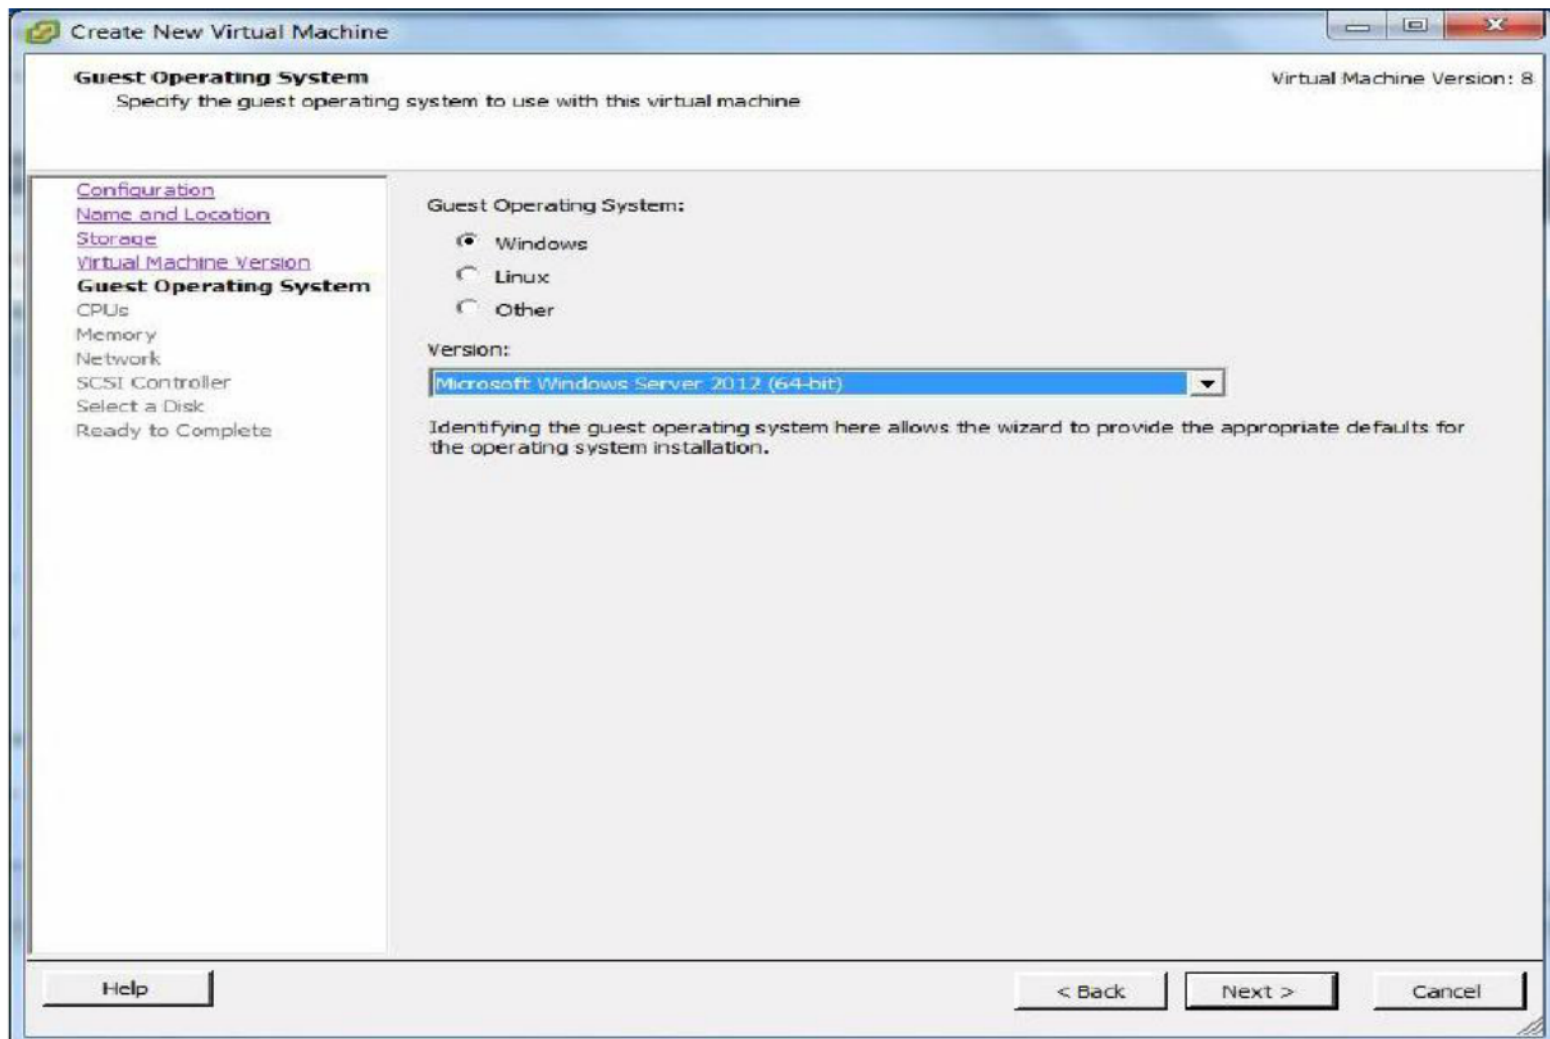 Create New Virtual Machine
Guest Operating System
Specify the guest operating system to use with this virtual machine
Virtual Machine Version: 8
Configuration
Name and Location
Storage
Virtual Machine Version
Guest Operating System
CPUs
Memory
Network
SCSI Controller
Select a Disk
Ready to Complete
Guest Operating System:
Windows
Linux
Other
Version:
Microsoft Windows Server 2012 (64-bit)
Identifying the guest operating system here allows the wizard to provide the appropriate defaults for
the operating system installation.
Help
< Back
Next >
Cancel